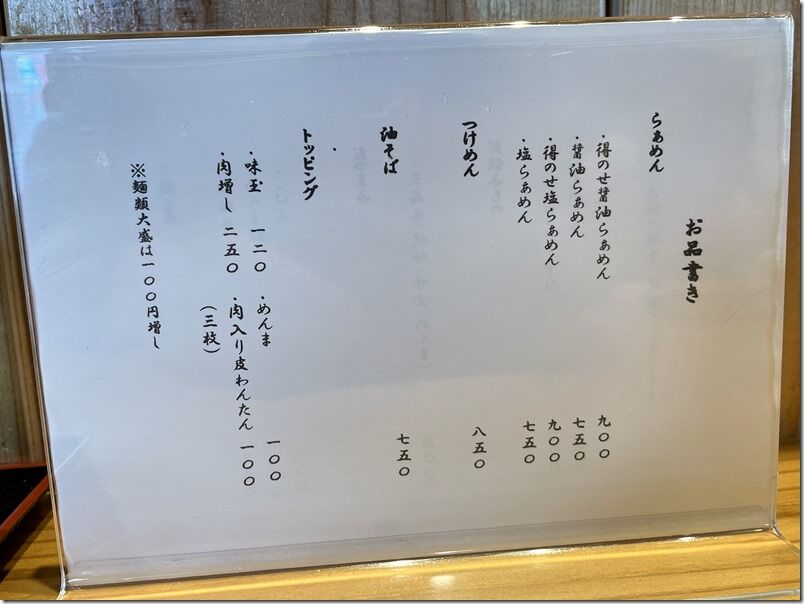 お品書き
らぁめん
・得のせ醤油らぁめん 九〇〇
・醤油らぁめん 七五〇
・得のせ塩らぁめん 九〇〇
・塩らぁめん 七五〇
つけめん 八五〇
油そば 七五〇
・
トッピング
・味玉 一二〇 ・めんま 一〇〇
・肉増し 二五〇 ・肉入り皮わんたん 一〇〇
(三枚)
※麺類大盛は一〇〇円増し